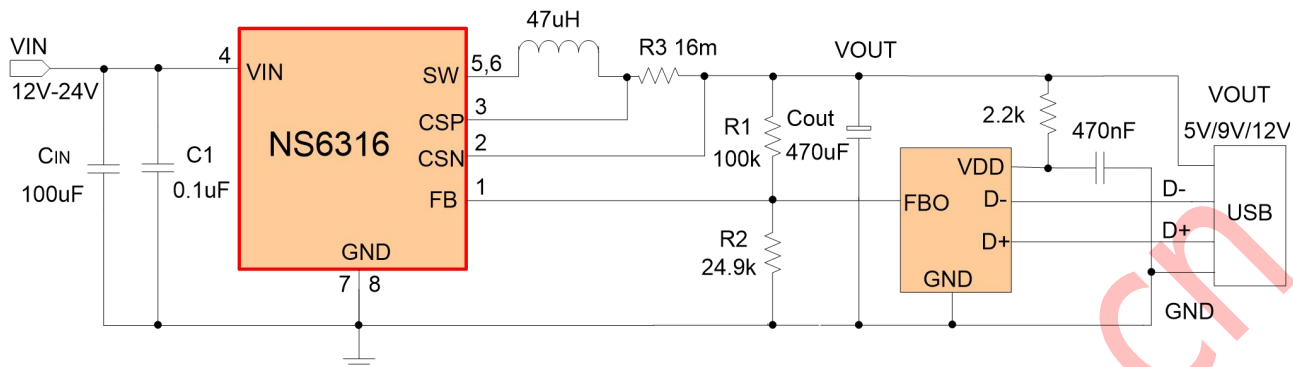 VIN
12V-24V
CIN
100uF
C1
0.1uF
4
VIN
NS6316
SW
CSP
CSN
FB
GND
5,6
3
2
1
7 8
47uH
R3 16m
VOUT
R1
100k
Cout
470uF
R2
24.9k
2.2k
470nF
VDD
FBO
D-
D+
GND
D-
D+
VOUT
5V/9V/12V
USB
GND
cn